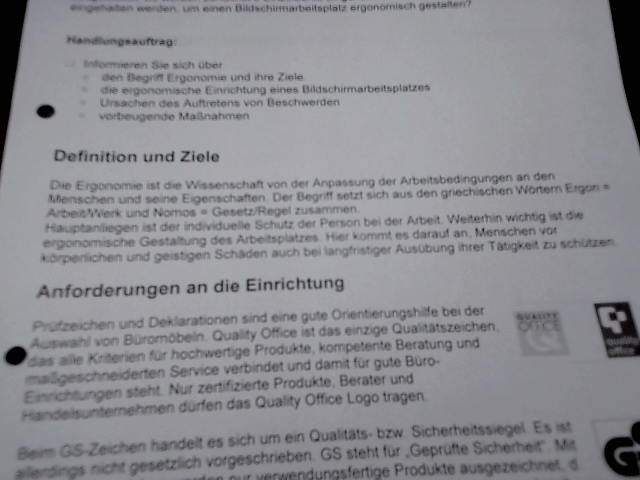 eingehalten werden, um einen Bildschirmarbeitsplatz ergonomisch gestalten?
Handlungsauftrag:
Informieren Sie sich über
den Begriff Ergonomie und ihre Ziele
die ergonomische Einrichtung eines Bildschirmarbeitsplatzes
Ursachen des Auftretens von Beschwerden
vorbeugende Maßnahmen
Definition und Ziele
Die Ergonomie ist die Wissenschaft von der Anpassung der Arbeitsbedingungen an den
Menschen und seine Eigenschaften. Der Begriff setzt sich aus den griechischen Wörtern Ergon =
Arbeit/Werk und Nomos = Gesetz/Regel zusammen.
Hauptanliegen ist der individuelle Schutz der Person bei der Arbeit. Weiterhin wichtig ist die
ergonomische Gestaltung des Arbeitsplatzes. Hier kommt es darauf an, Menschen vor
körperlichen und geistigen Schäden auch bei langfristiger Ausübung ihrer Tätigkeit zu schützen.
Anforderungen an die Einrichtung
Prüfzeichen und Deklarationen sind eine gute Orientierungshilfe bei der
Auswahl von Büromöbeln. Quality Office ist das einzige Qualitätszeichen,
das alle Kriterien für hochwertige Produkte, kompetente Beratung und
maßgeschneiderten Service verbindet und damit für gute Büro-
Einrichtungen steht. Nur zertifizierte Produkte, Berater und
Handelsunternehmen dürfen das Quality Office Logo tragen.
QUALITY
OFFICE
quality
office
Beim GS-Zeichen handelt es sich um ein Qualitäts- bzw. Sicherheitssiegel. Es ist
allerdings nicht gesetzlich vorgeschrieben. GS steht für „Geprüfte Sicherheit". Mit
nur verwendungsfertige Produkte ausgezeichnet, d